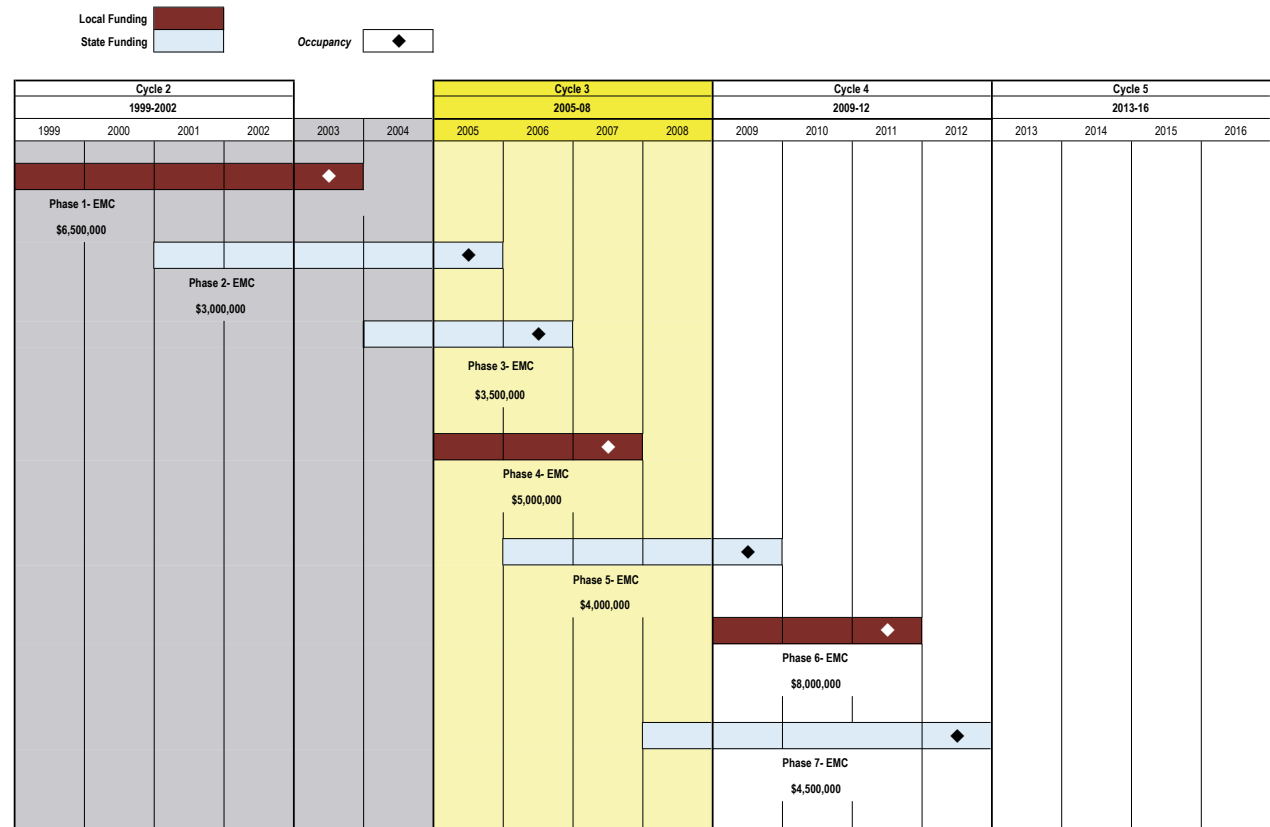 Local Funding
State Funding
Occupancy
Cycle 2 Cycle 3 Cycle 4 Cycle 5
1999-2002 2005-08 2009-12 2013-16
1999 2000 2001 2002 2003 2004 2005 2006 2007 2008 2009 2010 2011 2012 2013 2014 2015 2016
Phase 1- EMC
$6,500,000
Phase 2- EMC
$3,000,000
Phase 3- EMC
$3,500,000
Phase 4- EMC
$5,000,000
Phase 5- EMC
$4,000,000
Phase 6- EMC
$8,000,000
Phase 7- EMC
$4,500,000